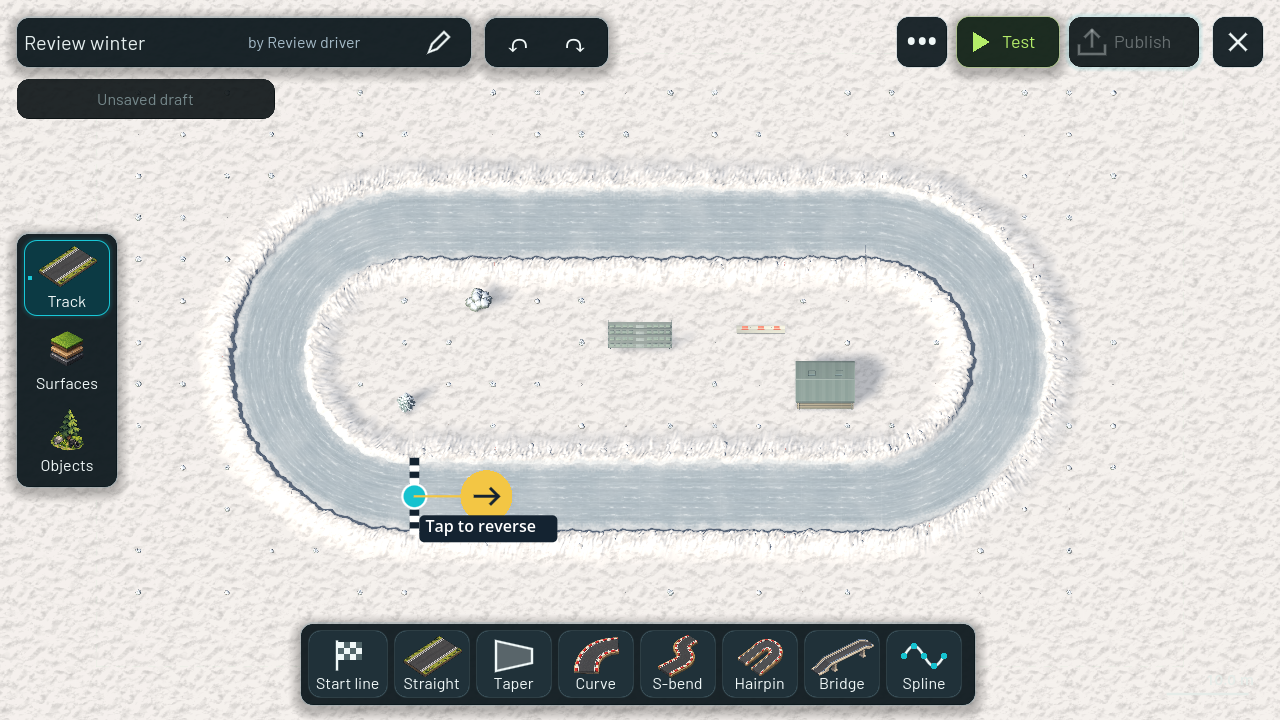 Review winter
by Review driver
Test
Publish
Unsaved draft
Track
Surfaces
Objects
Tap to reverse
Start line
Straight
Taper
Curve
S-bend
Hairpin
Bridge
Spline